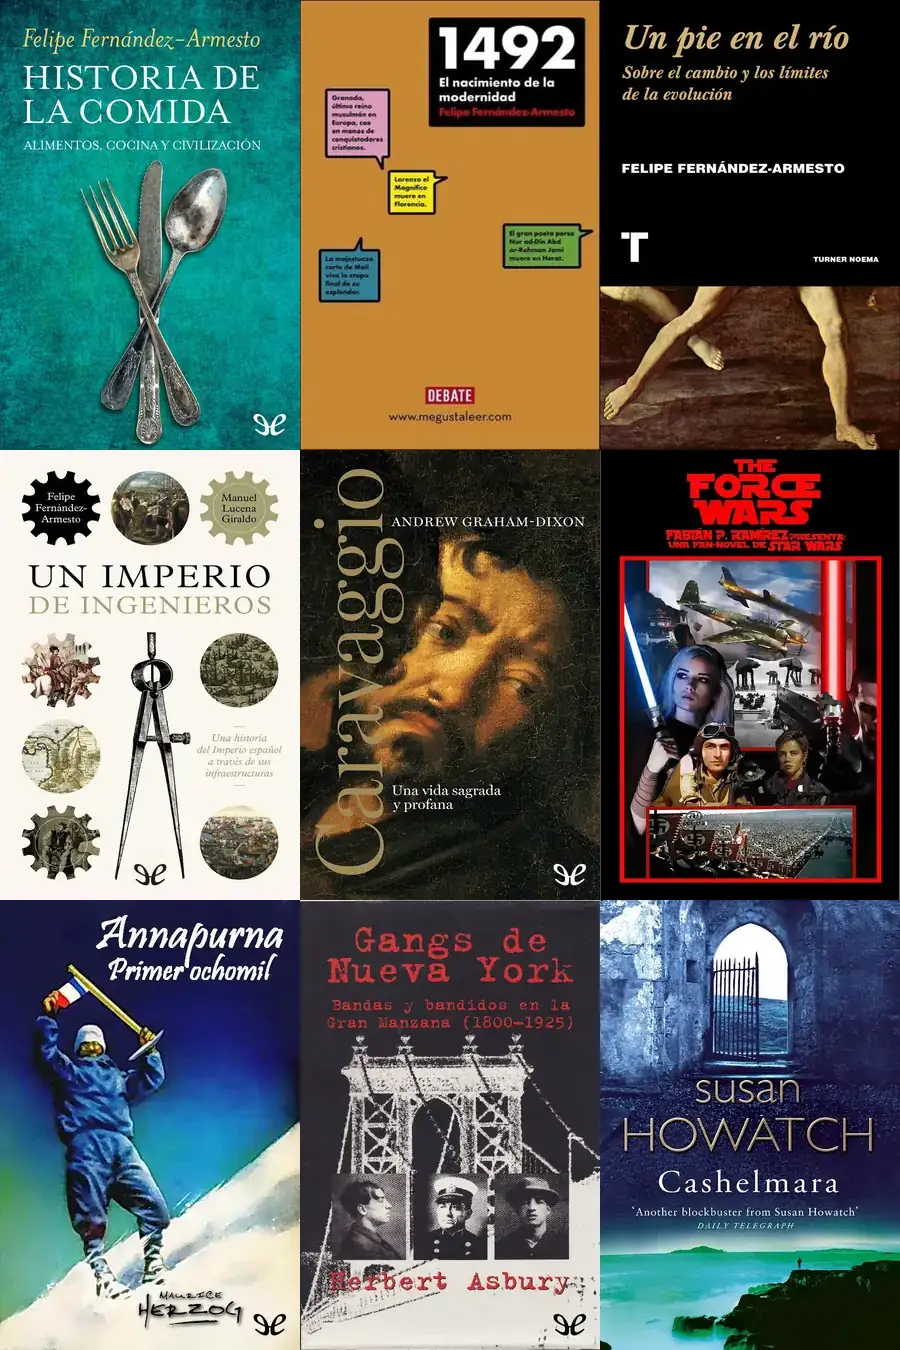 Felipe Fernández-Armesto
HISTORIA DE
LA COMIDA
ALIMENTOS, COCINA Y CIVILIZACIÓN
1492
El nacimiento de la
modernidad
Felipe Fernández-Armesto
Granada,
último reino
musulmán en
Europa, cae
en manos de
conquistadores
cristianos.
Lorenzo el
Magnífico
muere en
Florencia.
El gran poeta persa
Nur ad-Din Abd
ar-Rahman Jami
muere en Herat.
La majestuosa
corte de Mali
vive la etapa
final de su
esplendor.
DEBATE
www.megustaleer.com
Un pie en el río
Sobre el cambio y los límites
de la evolución
FELIPE FERNÁNDEZ-ARMESTO
T
TURNER NOEMA
Felipe
Fernández-
Armesto
Manuel
Lucena
Giraldo
UN IMPERIO
DE INGENIEROS
Una historia
del Imperio español
a través de sus
infraestructuras
Caravaggio
ANDREW GRAHAM-DIXON
Una vida sagrada
y profana
THE
FORCE
WARS
FABIÁN P. RAMÍREZ PRESENTA:
UNA FAN-NOVEL DE STAR WARS
Annapurna
Primer ochomil
MAURICE
HERZOG
Gangs de
Nueva York
Bandas y bandidos en la
Gran Manzana (1800-1925)
Herbert Asbury
susan
HOWATCH
Cashelmara
'Another blockbuster from Susan Howatch'
DAILY TELEGRAPH